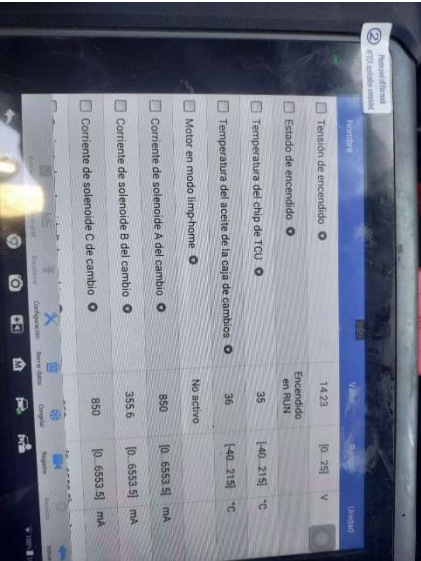 Nombre Valor Rango Unidad
Tensión de encendido 14.23 [0...25] V
Estado de encendido Encendido en RUN
Temperatura del chip de TCU 35 [-40...215] °C
Temperatura del aceite de la caja de cambios 36 [-40...215] °C
Motor en modo limp-home No activo
Corriente de solenoide A del cambio 850 [0...6553.5] mA
Corriente de solenoide B del cambio 355.6 [0...6553.5] mA
Corriente de solenoide C de cambio 850 [0...6553.5] mA
Configuración
Borrar datos
Registro
2
100%